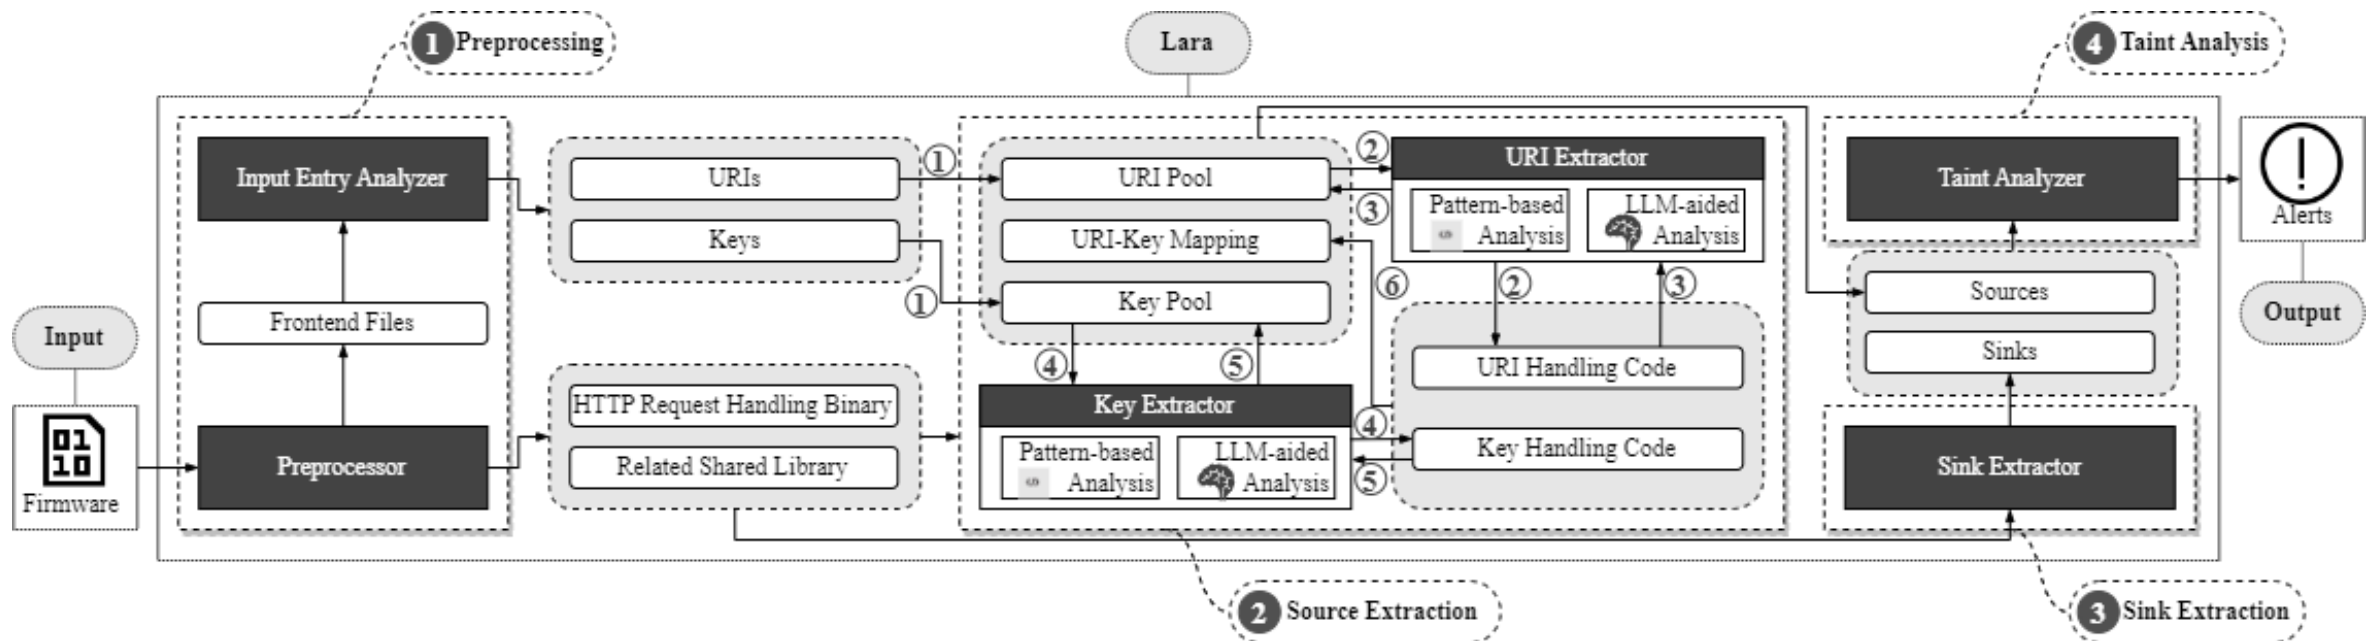 1 Preprocessing
Lara
4 Taint Analysis
Input Entry Analyzer
Frontend Files
Preprocessor
Input
01
10
Firmware
URIs
Keys
HTTP Request Handling Binary
Related Shared Library
①
①
URI Pool
URI-Key Mapping
Key Pool
②
③
URI Extractor
Pattern-based
Analysis
LLM-aided
Analysis
⑥
②
③
④
⑤
URI Handling Code
Key Handling Code
Key Extractor
Pattern-based
Analysis
LLM-aided
Analysis
④
⑤
Taint Analyzer
Sources
Sinks
Sink Extractor
!
Alerts
Output
2 Source Extraction
3 Sink Extraction